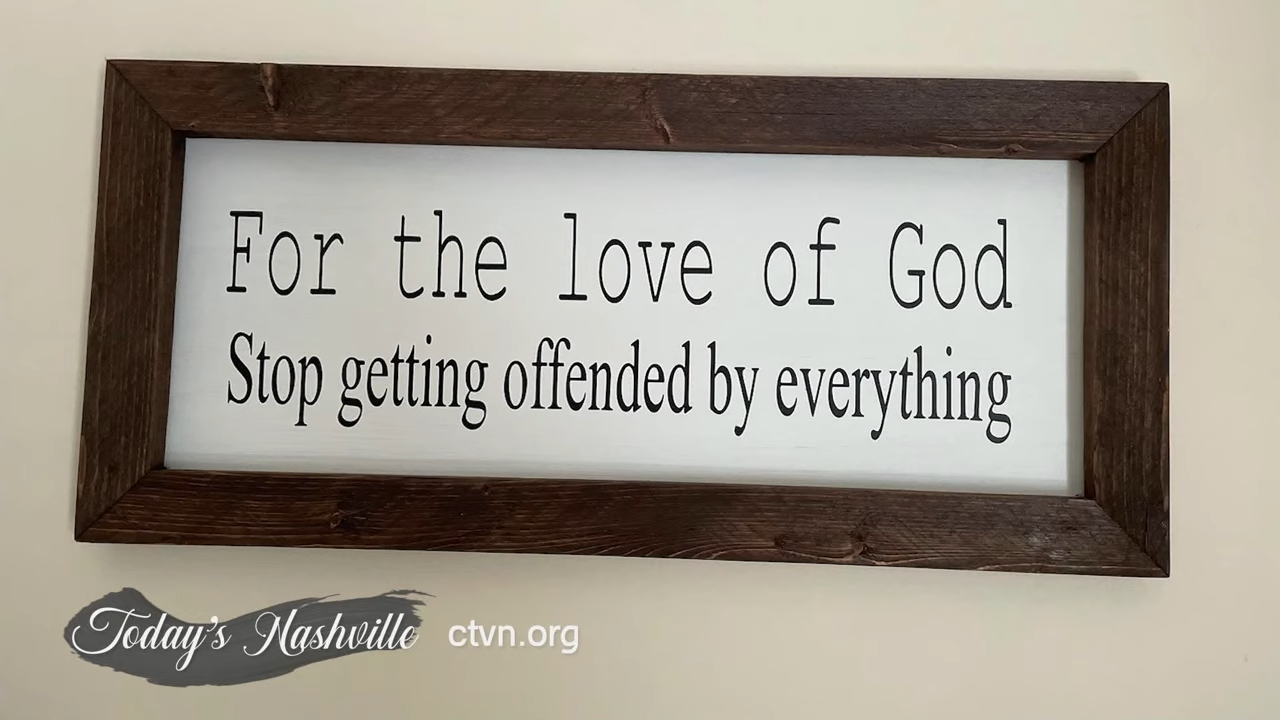 For the love of God
Stop getting offended by everything
Today's Nashville ctvn.org